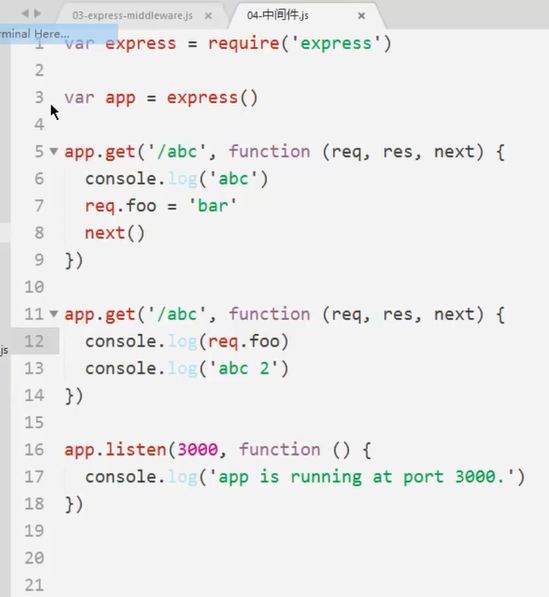 03-express-middleware.js × 04-中间件.js ×
rminal Here...
1 var express = require('express')
2
3 var app = express()
4
5 app.get('/abc', function (req, res, next) {
6 console.log('abc')
7 req.foo = 'bar'
8 next()
9 })
10
11 app.get('/abc', function (req, res, next) {
12 console.log(req.foo)
js
13 console.log('abc 2')
14 })
15
16 app.listen(3000, function () {
17 console.log('app is running at port 3000.')
18 })
19
20
21